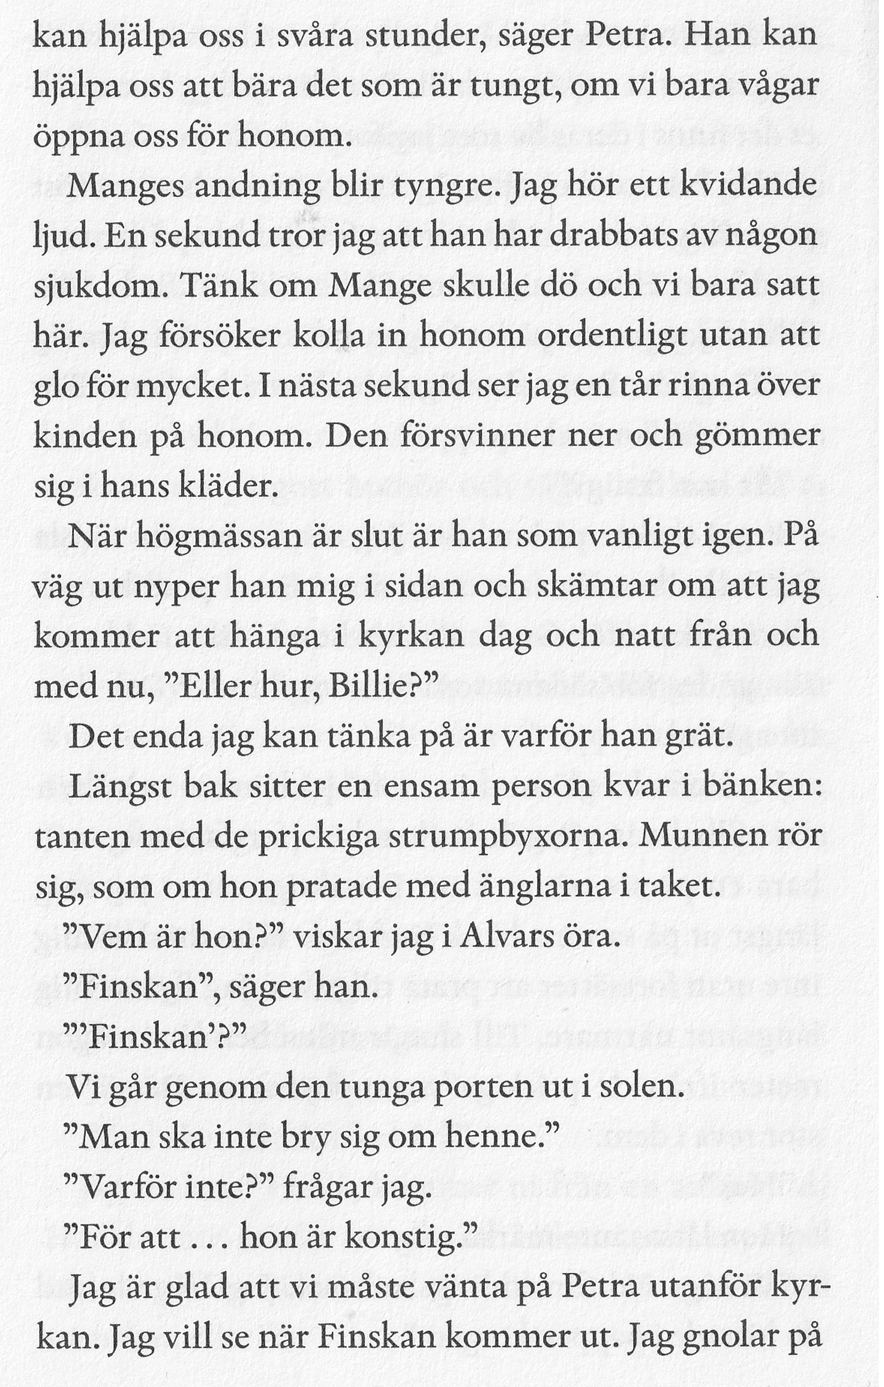 kan hjälpa oss i svåra stunder, säger Petra. Han kan
hjälpa oss att bära det som är tungt, om vi bara vågar
öppna oss för honom.
Manges andning blir tyngre. Jag hör ett kvidande
ljud. En sekund tror jag att han har drabbats av någon
sjukdom. Tänk om Mange skulle dö och vi bara satt
här. Jag försöker kolla in honom ordentligt utan att
glo för mycket. I nästa sekund ser jag en tår rinna över
kinden på honom. Den försvinner ner och gömmer
sig i hans kläder.
När högmässan är slut är han som vanligt igen. På
väg ut nyper han mig i sidan och skämtar om att jag
kommer att hänga i kyrkan dag och natt från och
med nu, ”Eller hur, Billie?”
Det enda jag kan tänka på är varför han grät.
Längst bak sitter en ensam person kvar i bänken:
tanten med de prickiga strumpbyxorna. Munnen rör
sig, som om hon pratade med änglarna i taket.
”Vem är hon?” viskar jag i Alvars öra.
”Finskan”, säger han.
”’Finskan’?”
Vi går genom den tunga porten ut i solen.
”Man ska inte bry sig om henne.”
”Varför inte?” frågar jag.
”För att … hon är konstig.”
Jag är glad att vi måste vänta på Petra utanför kyr-
kan. Jag vill se när Finskan kommer ut. Jag gnolar på